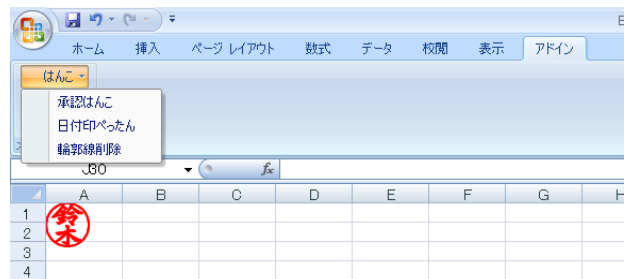 E
ホーム 挿入 ページ レイアウト 数式 データ 校閲 表示 アドイン
はんこ
承認はんこ
日付印ぺったん
輪郭線削除
J30 fx
A B C D E F G H
1 鈴
2 木
3
4